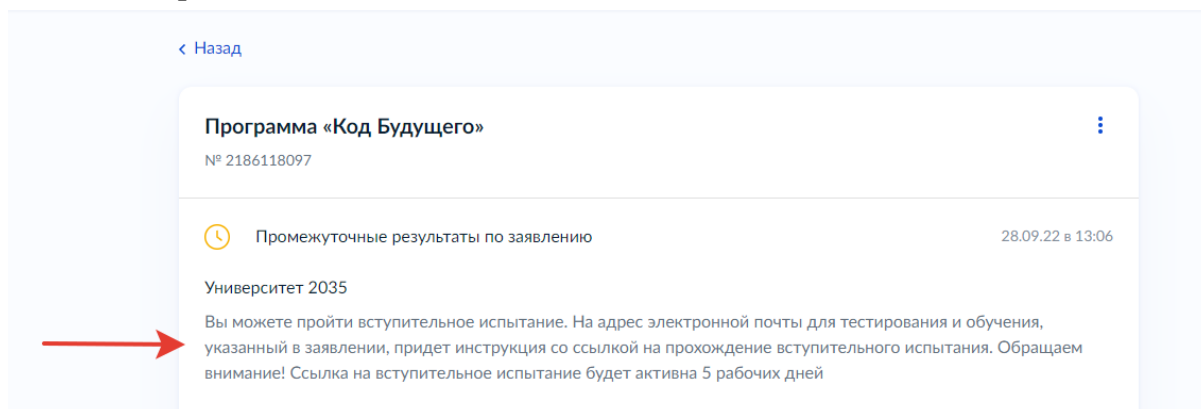 Назад
Программа «Код Будущего»
№ 2186118097
Промежуточные результаты по заявлению 28.09.22 в 13:06
Университет 2035
Вы можете пройти вступительное испытание. На адрес электронной почты для тестирования и обучения,
указанный в заявлении, придет инструкция со ссылкой на прохождение вступительного испытания. Обращаем
внимание! Ссылка на вступительное испытание будет активна 5 рабочих дней